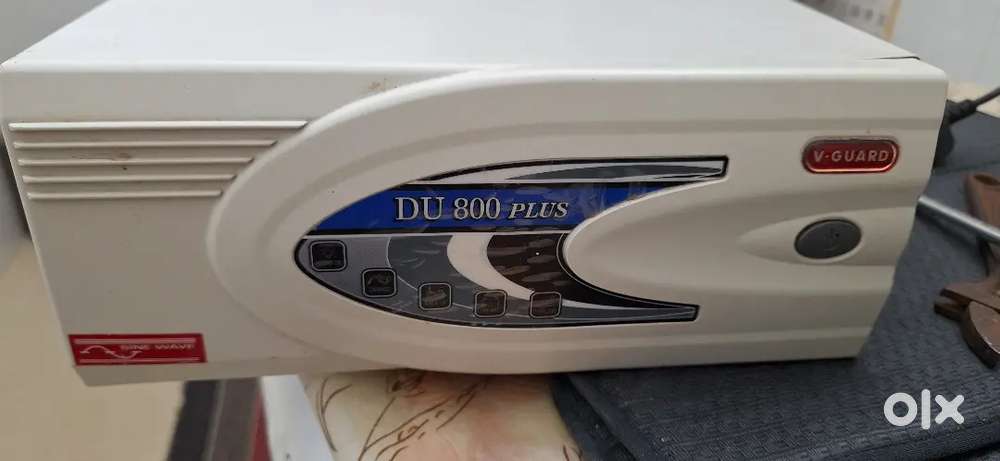 V-GUARD
DU 800 PLUS
SINE WAVE
olx